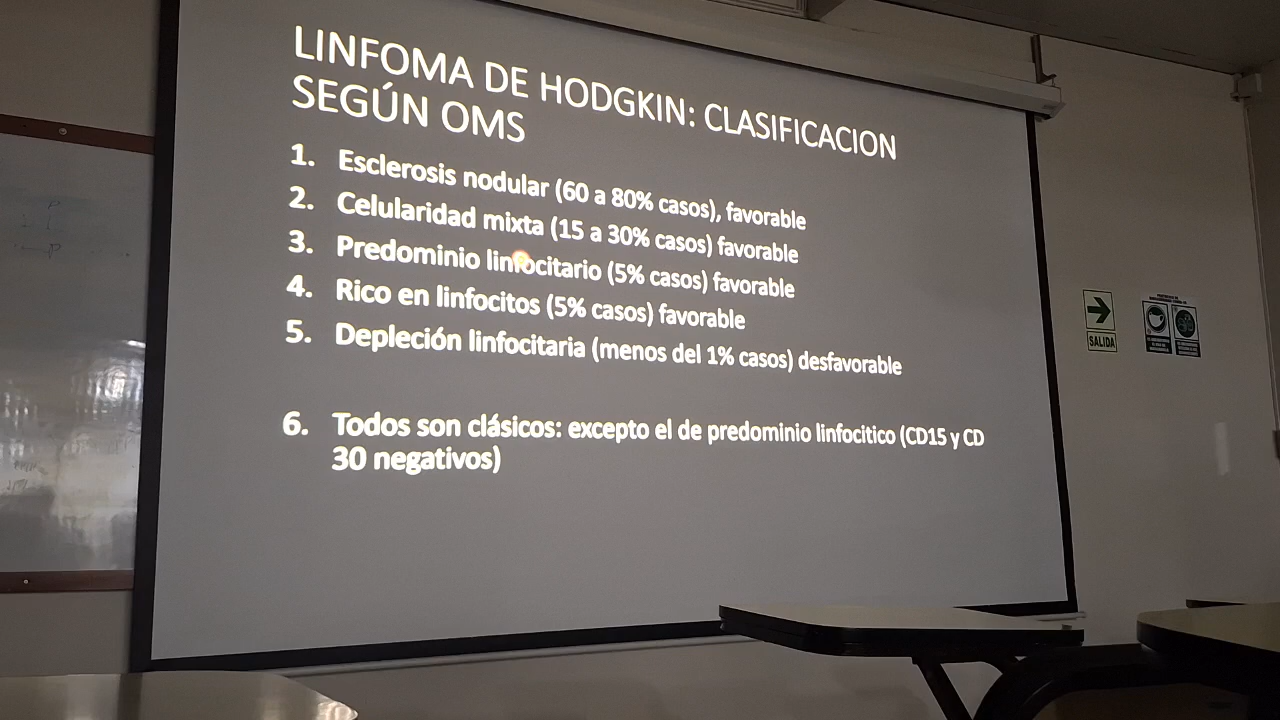 LINFOMA DE HODGKIN: CLASIFICACION
SEGÚN OMS
1. Esclerosis nodular (60 a 80% casos), favorable
2. Celularidad mixta (15 a 30% casos) favorable
3. Predominio linfocitario (5% casos) favorable
4. Rico en linfocitos (5% casos) favorable
5. Depleción linfocitaria (menos del 1% casos) desfavorable
6. Todos son clásicos: excepto el de predominio linfocitico (CD15 y CD
30 negativos)
SALIDA